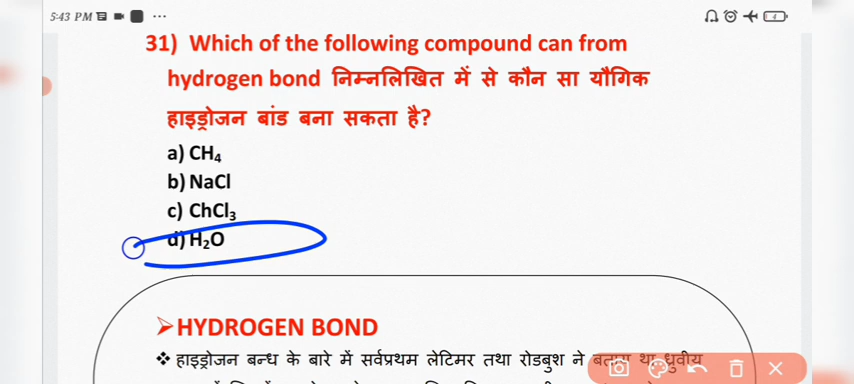 5:43 PM
31) Which of the following compound can from
hydrogen bond निम्नलिखित में से कौन सा यौगिक
हाइड्रोजन बांड बना सकता है?
a) CH₄
b) NaCl
c) ChCl₃
d) H₂O
➢HYDROGEN BOND
❖ हाइड्रोजन बन्ध के बारे में सर्वप्रथम लेटिमर तथा रोडबुश ने बताया था ध्रुवीय